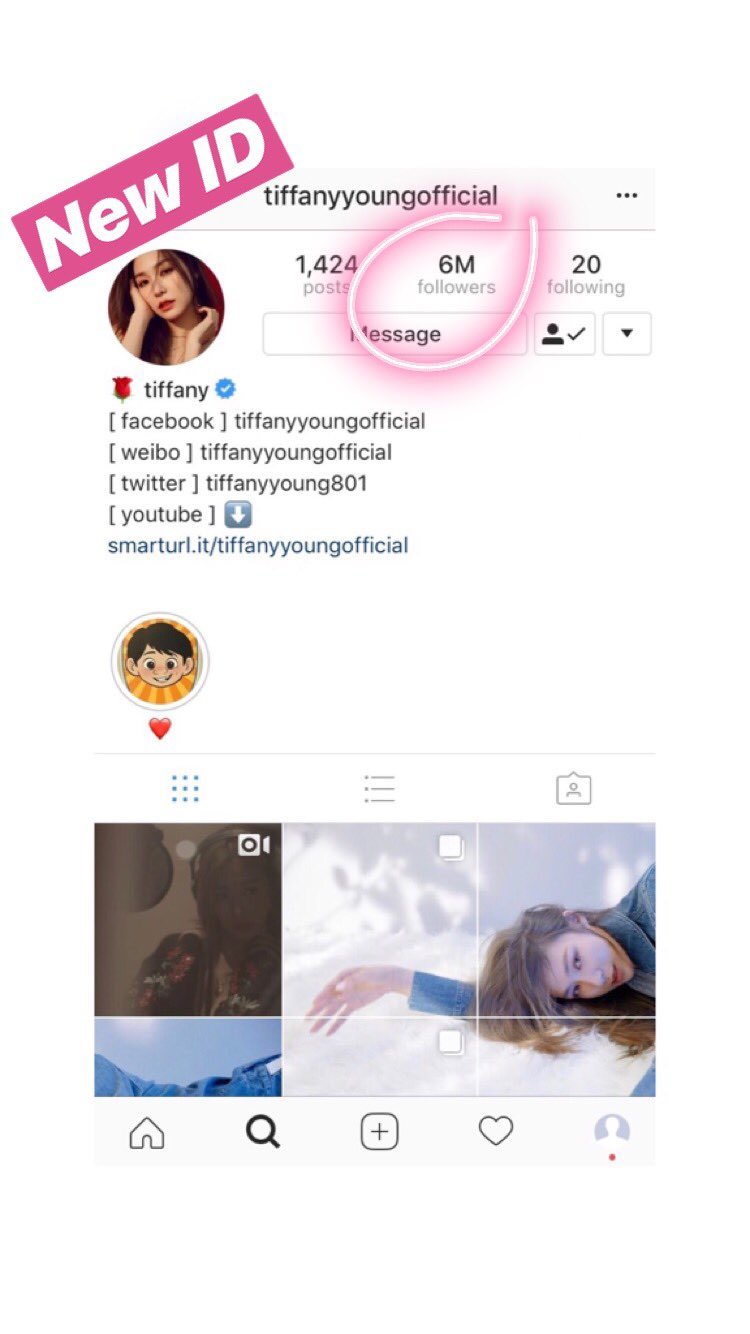 New ID
tiffanyyoungofficial
1,424 6M 20
posts followers following
Message
tiffany
[ facebook ] tiffanyyoungofficial
[ weibo ] tiffanyyoungofficial
[ twitter ] tiffanyyoung801
[ youtube ]
smarturl.it/tiffanyyoungofficial